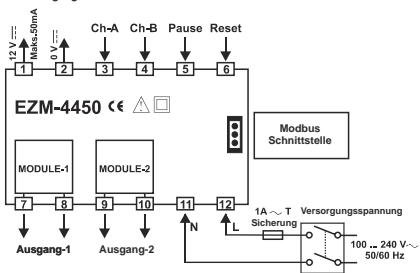 12 V
Maks.50mA
0 V
Ch-A
Ch-B
Pause
Reset
1
2
3
4
5
6
EZM-4450 CE
Modbus
Schnittstelle
MODULE-1
MODULE-2
7
8
9
10
11
12
N
L
1A ~ T
Sicherung
Versorgungsspannung
Ausgang-1
Ausgang-2
100 ... 240 V~
50/60 Hz